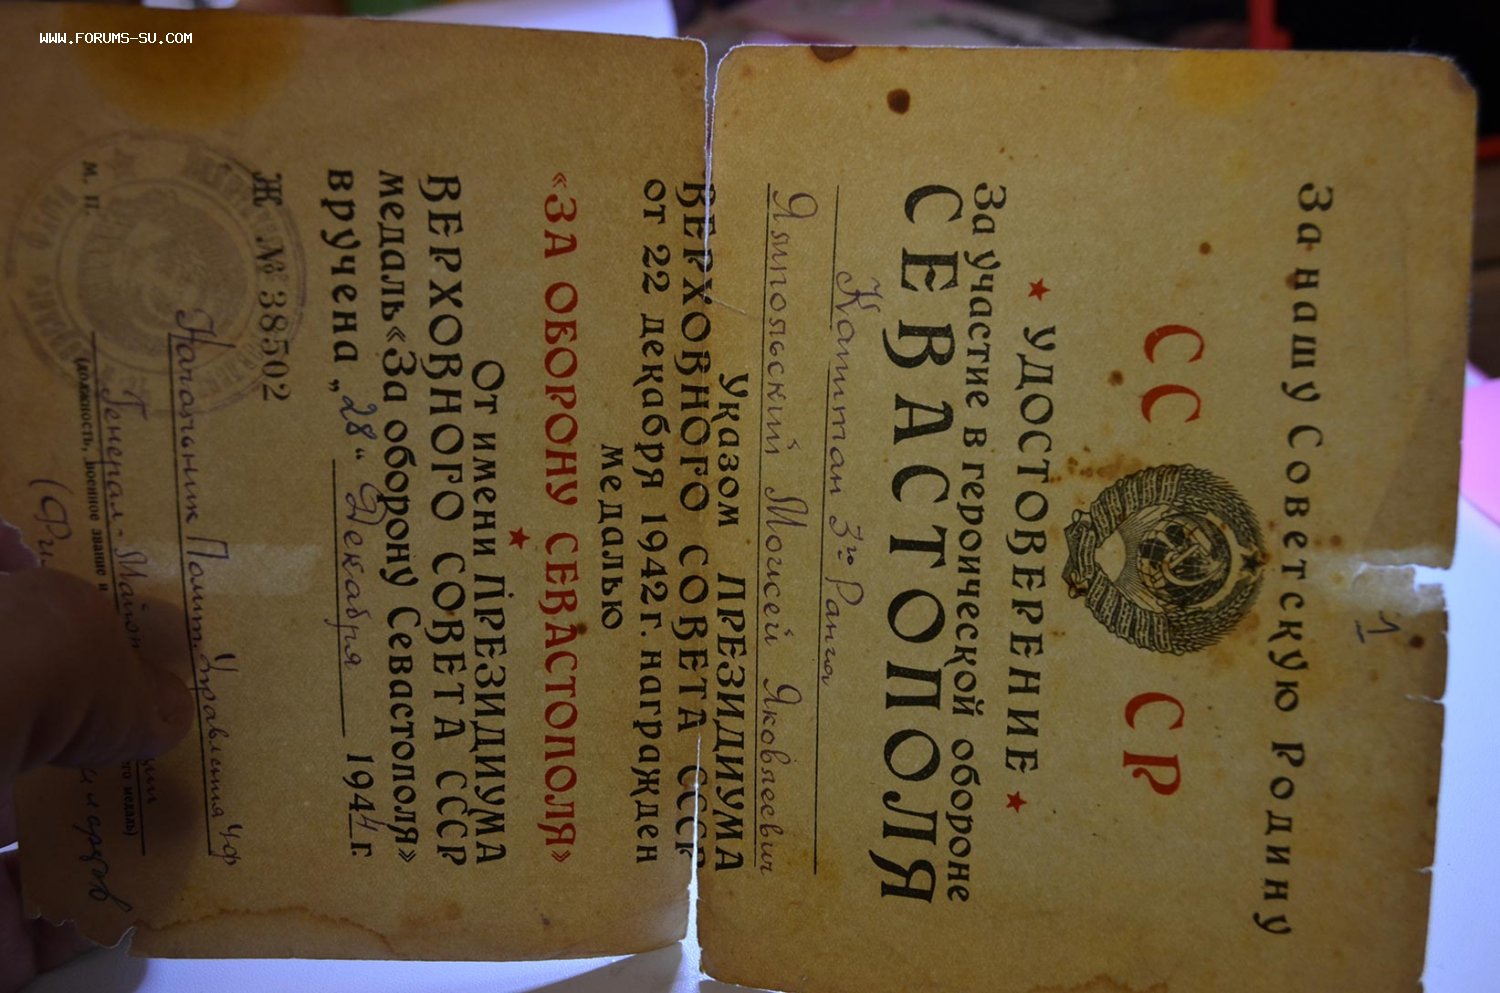 WWW.FORUMS-SU.COM
За нашу Советскую Родину
1
СС СР
УДОСТОВЕРЕНИЕ
За участие в героической обороне
СЕВАСТОПОЛЯ
Капитан 3го Ранга
Ямпольский Моисей Яковлевич
Указом ПРЕЗИДИУМА
ВЕРХОВНОГО СОВЕТА СССР
от 22 декабря 1942 г. награжден
медалью
«ЗА ОБОРОНУ СЕВАСТОПОЛЯ»
От имени ПРЕЗИДИУМА
ВЕРХОВНОГО СОВЕТА СССР
медаль «За оборону Севастополя»
вручена „28“ Декабря 1944 г.
Ж № 38502
Начальник Полит. Управления ЧФ
М. П.
Генерал-Майор
(должность, военное звание и